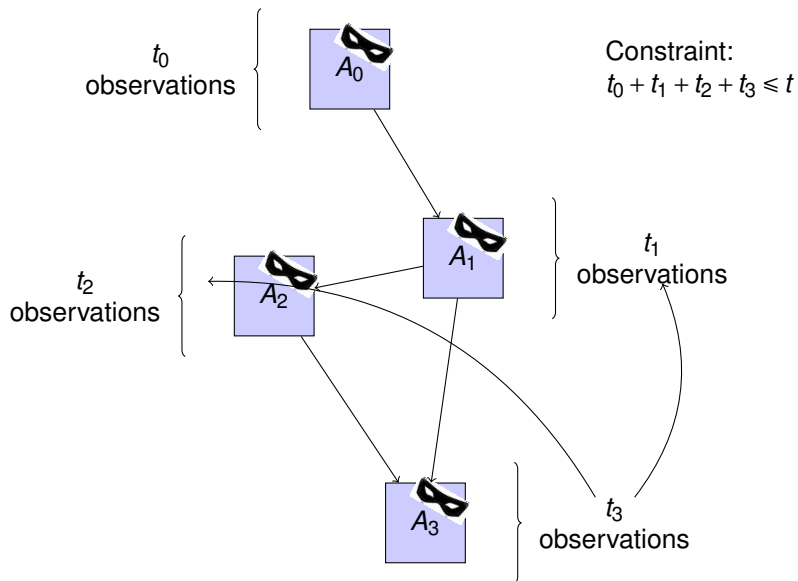 t₀
observations
A₀
Constraint:
t₀ + t₁ + t₂ + t₃ ⩽ t
A₁
t₁
observations
t₂
observations
A₂
A₃
t₃
observations